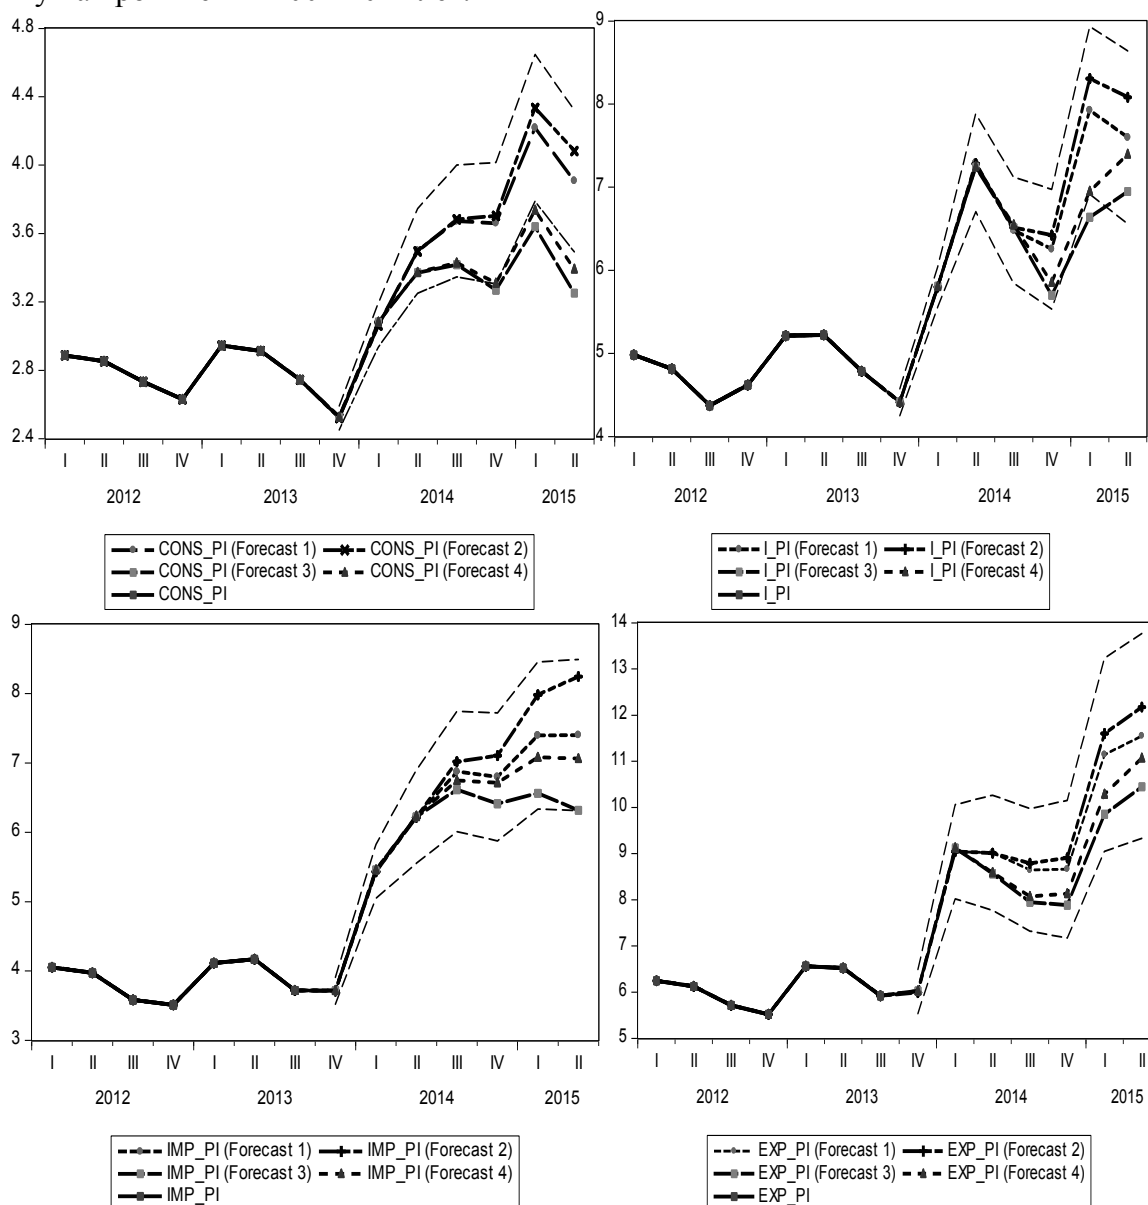 4.8
4.4
4.0
3.6
3.2
2.8
2.4
I II III IV I II III IV I II III IV I II
2012 2013 2014 2015
CONS_PI (Forecast 1) CONS_PI (Forecast 2)
CONS_PI (Forecast 3) CONS_PI (Forecast 4)
CONS_PI
9
8
7
6
5
4
I II III IV I II III IV I II III IV I II
2012 2013 2014 2015
I_PI (Forecast 1) I_PI (Forecast 2)
I_PI (Forecast 3) I_PI (Forecast 4)
I_PI
9
8
7
6
5
4
3
I II III IV I II III IV I II III IV I II
2012 2013 2014 2015
IMP_PI (Forecast 1) IMP_PI (Forecast 2)
IMP_PI (Forecast 3) IMP_PI (Forecast 4)
IMP_PI
14
13
12
11
10
9
8
7
6
5
I II III IV I II III IV I II III IV I II
2012 2013 2014 2015
EXP_PI (Forecast 1) EXP_PI (Forecast 2)
EXP_PI (Forecast 3) EXP_PI (Forecast 4)
EXP_PI